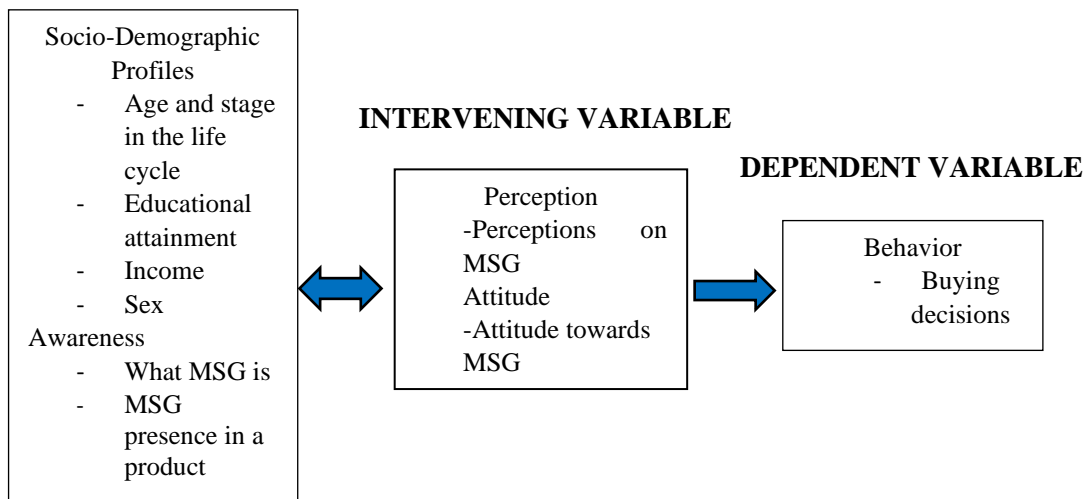 Socio-Demographic
Profiles
- Age and stage
in the life
cycle
- Educational
attainment
- Income
- Sex
Awareness
- What MSG is
- MSG
presence in a
product
INTERVENING VARIABLE
Perception
-Perceptions on
MSG
Attitude
-Attitude towards
MSG
DEPENDENT VARIABLE
Behavior
- Buying
decisions